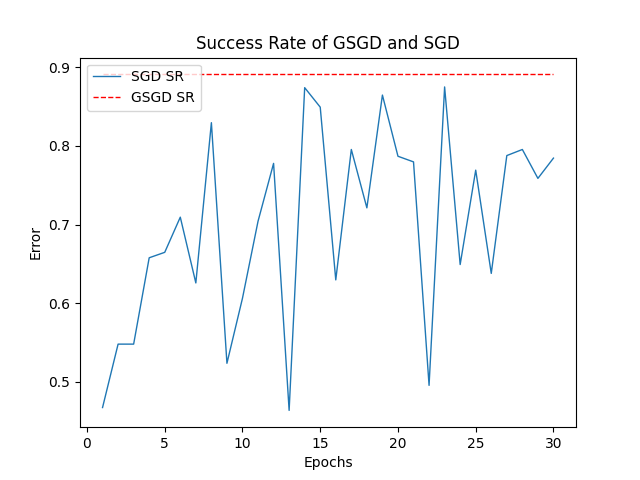 Success Rate of GSGD and SGD
SGD SR
GSGD SR
0.9
0.8
0.7
0.6
0.5
Error
0 5 10 15 20 25 30
Epochs